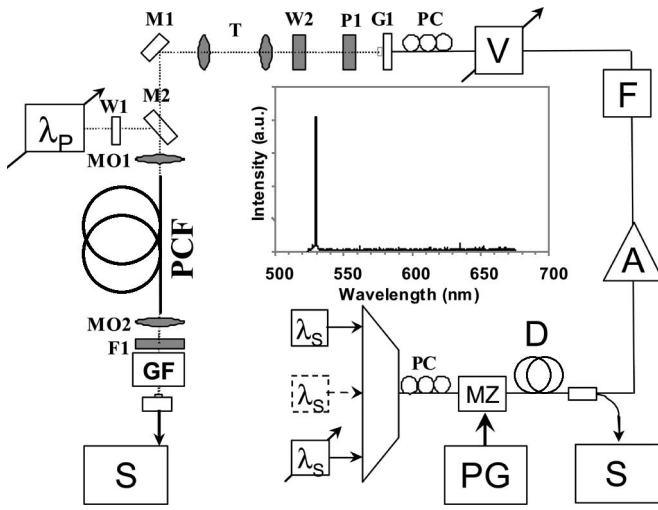 M1
T
W2
P1
G1
PC
V
F
W1
M2
λP
MO1
PCF
MO2
F1
GF
S
Intensity (a.u.)
500
550
600
650
700
Wavelength (nm)
A
λS
λS
λS
PC
MZ
D
PG
S